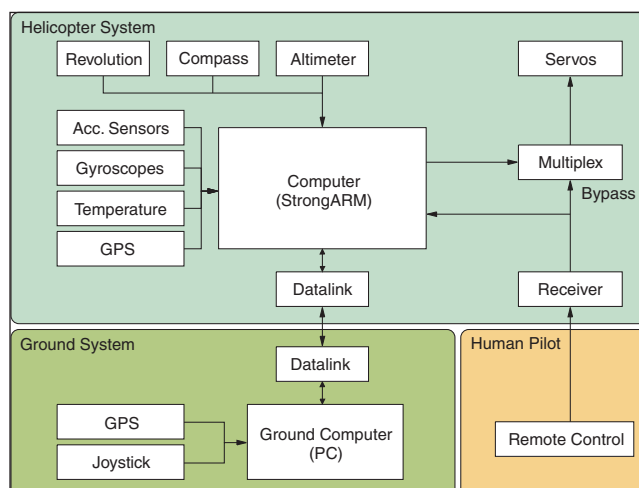 Helicopter System
Revolution
Compass
Altimeter
Servos
Acc. Sensors
Gyroscopes
Temperature
GPS
Computer
(StrongARM)
Multiplex
Bypass
Datalink
Receiver
Ground System
Datalink
GPS
Joystick
Ground Computer
(PC)
Human Pilot
Remote Control